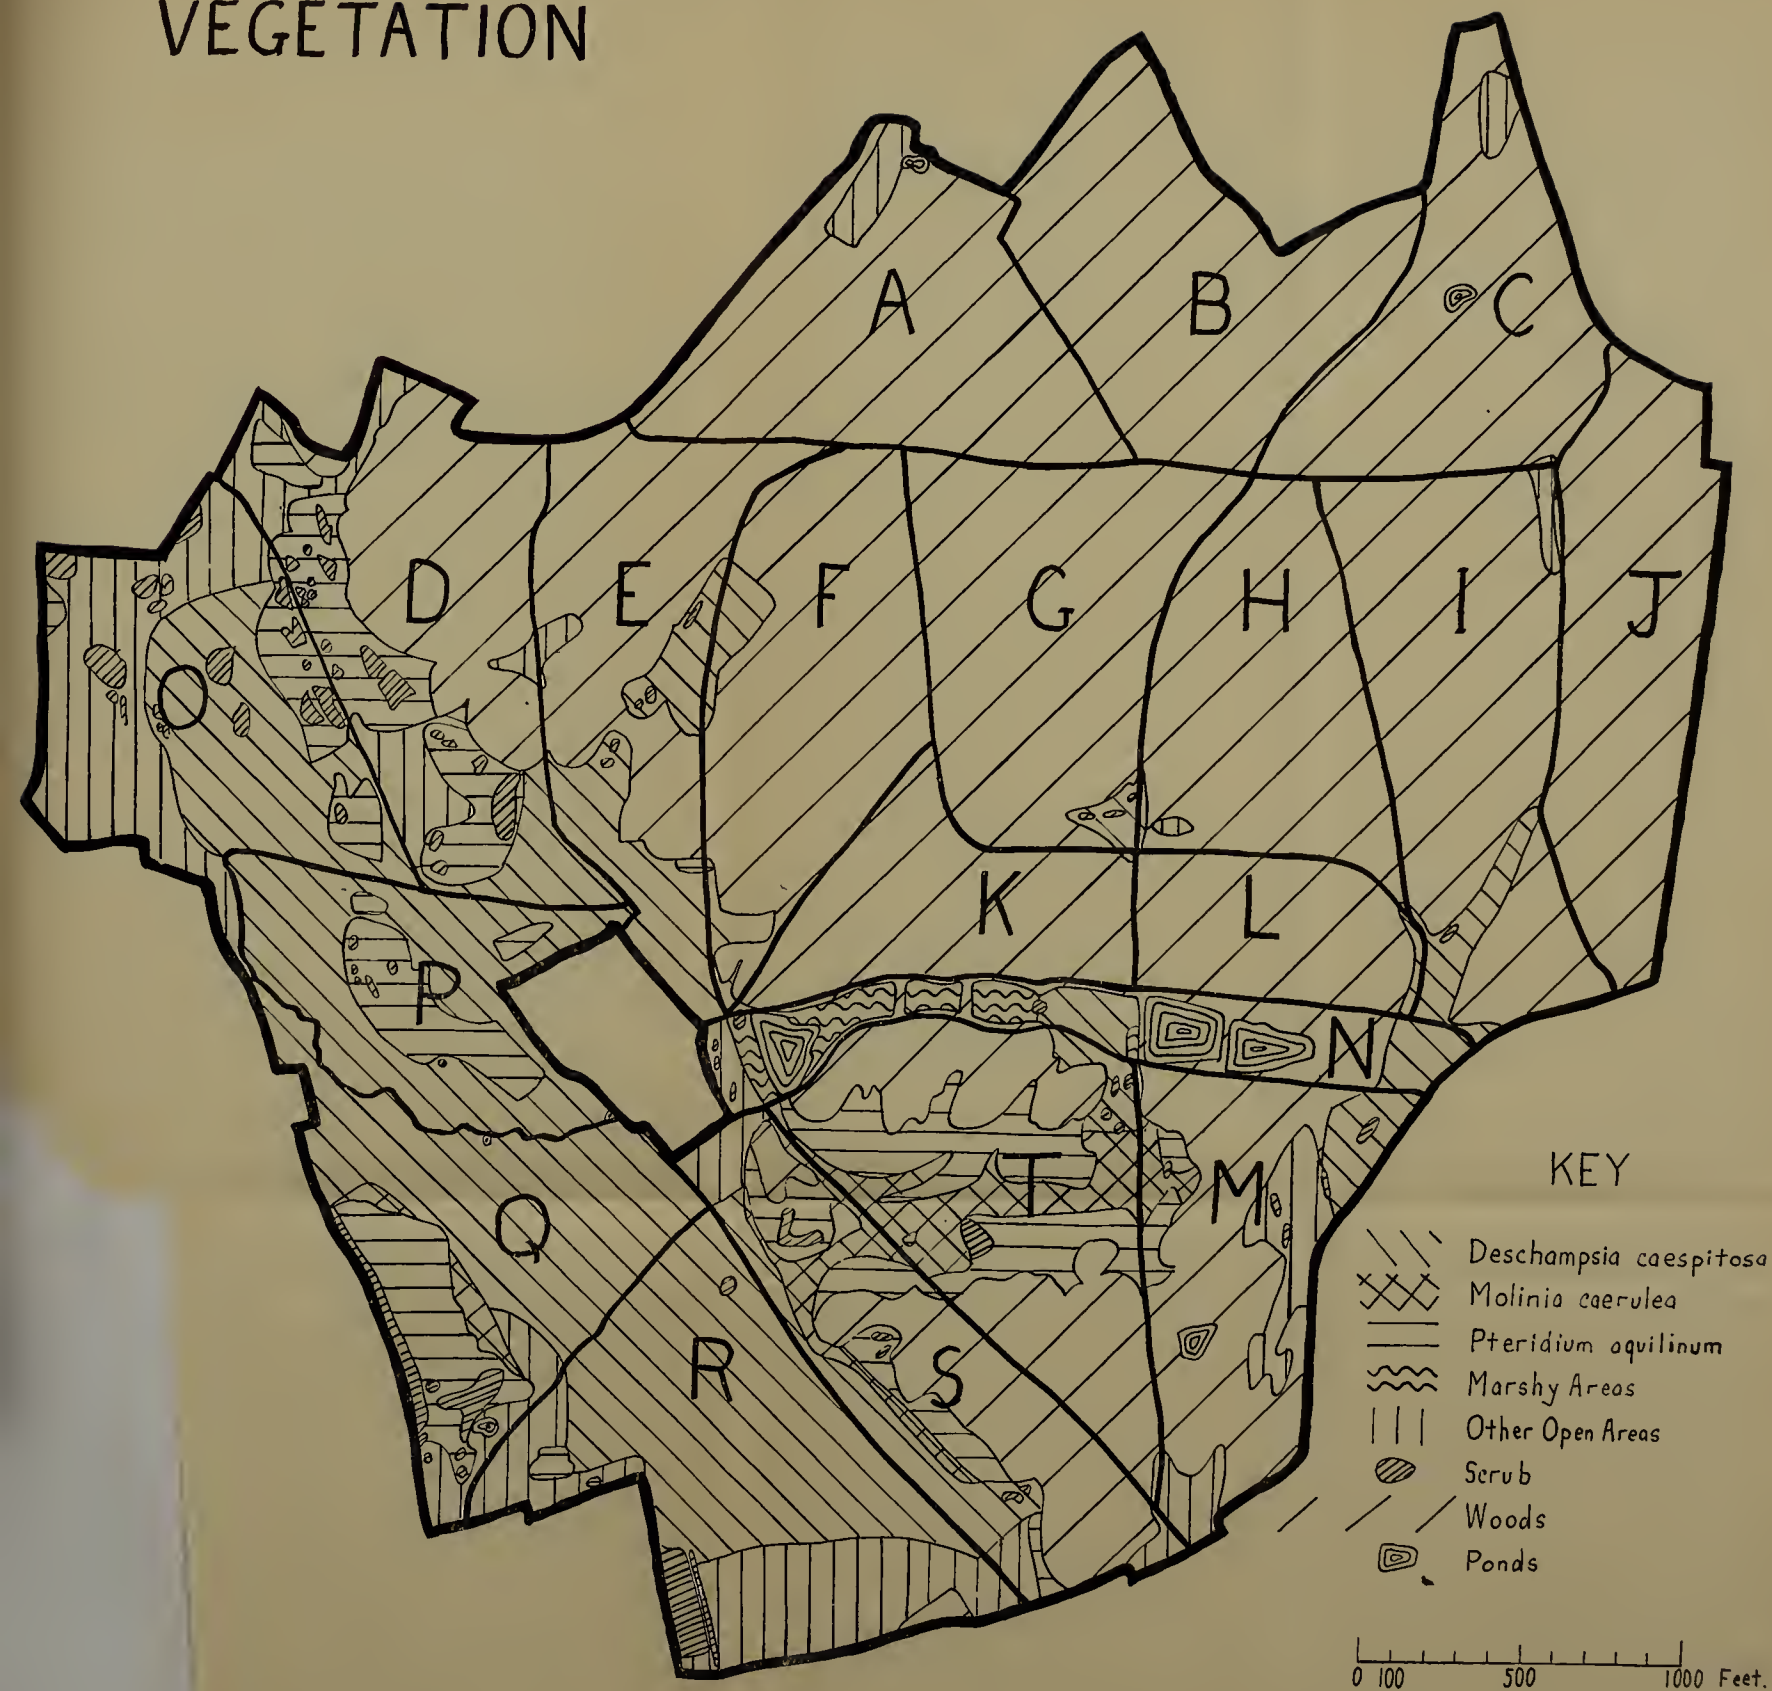 VEGETATION
A
B
C
D
E
F
G
H
I
J
O
K
L
P
N
T
M
Q
R
S
KEY
Deschampsia caespitosa
Molinia caerulea
Pteridium aquilinum
Marshy Areas
Other Open Areas
Scrub
Woods
Ponds
0 100 500 1000 Feet.